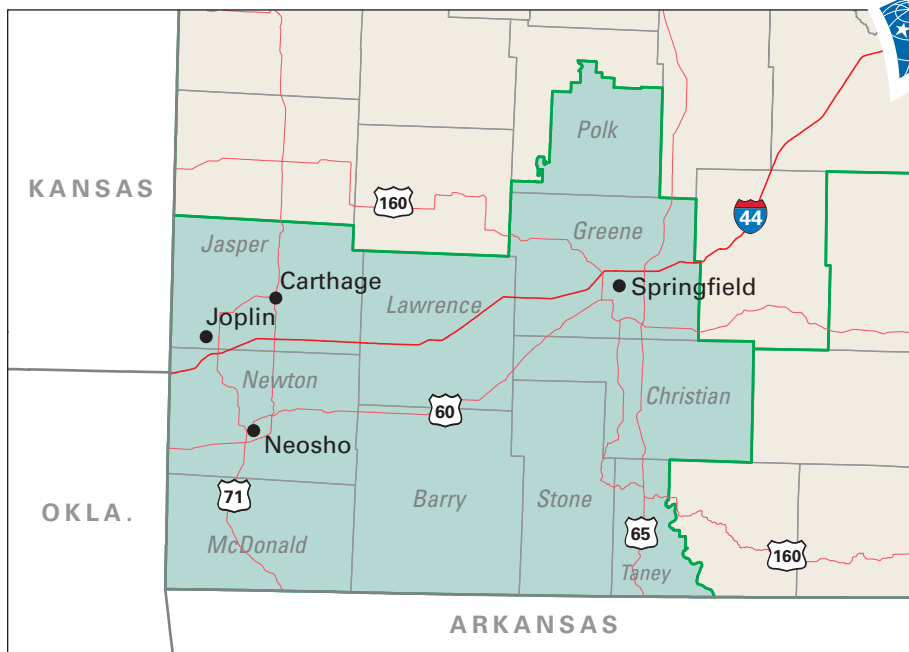 Polk
KANSAS
160
44
Jasper
Greene
Carthage
Springfield
Lawrence
Joplin
Newton
Christian
60
Neosho
71
Barry
Stone
OKLA.
65
McDonald
160
Taney
ARKANSAS